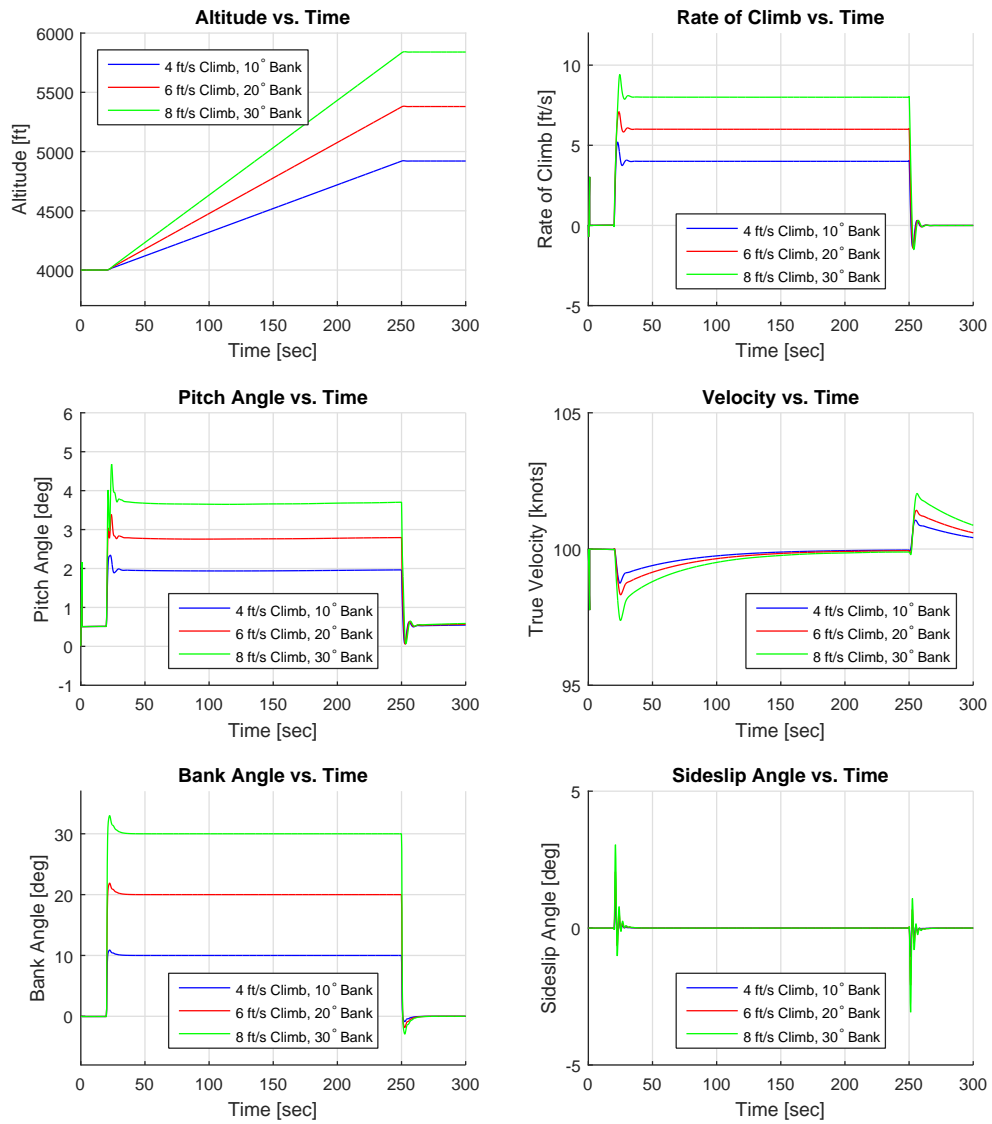 Altitude vs. Time
6000
5500
5000
4500
4000
Altitude [ft]
4 ft/s Climb, 10° Bank
6 ft/s Climb, 20° Bank
8 ft/s Climb, 30° Bank
0 50 100 150 200 250 300
Time [sec]
Rate of Climb vs. Time
10
5
0
-5
Rate of Climb [ft/s]
4 ft/s Climb, 10° Bank
6 ft/s Climb, 20° Bank
8 ft/s Climb, 30° Bank
0 50 100 150 200 250 300
Time [sec]
Pitch Angle vs. Time
6
5
4
3
2
1
0
-1
Pitch Angle [deg]
4 ft/s Climb, 10° Bank
6 ft/s Climb, 20° Bank
8 ft/s Climb, 30° Bank
0 50 100 150 200 250 300
Time [sec]
Velocity vs. Time
105
100
95
True Velocity [knots]
4 ft/s Climb, 10° Bank
6 ft/s Climb, 20° Bank
8 ft/s Climb, 30° Bank
0 50 100 150 200 250 300
Time [sec]
Bank Angle vs. Time
30
20
10
0
Bank Angle [deg]
4 ft/s Climb, 10° Bank
6 ft/s Climb, 20° Bank
8 ft/s Climb, 30° Bank
0 50 100 150 200 250 300
Time [sec]
Sideslip Angle vs. Time
5
0
-5
Sideslip Angle [deg]
4 ft/s Climb, 10° Bank
6 ft/s Climb, 20° Bank
8 ft/s Climb, 30° Bank
0 50 100 150 200 250 300
Time [sec]